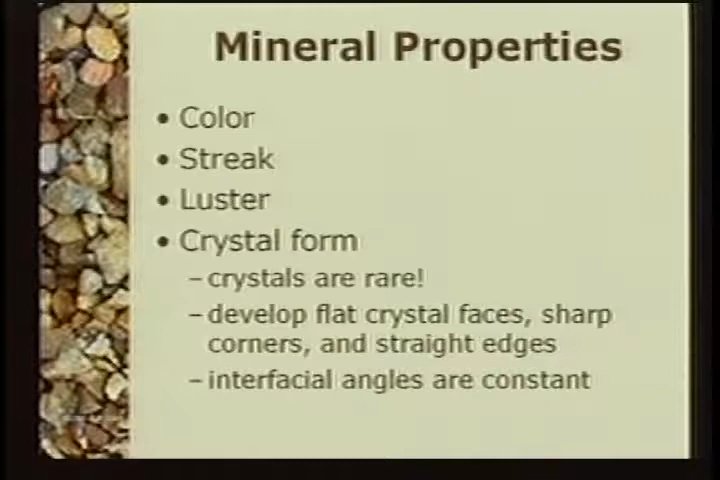 Mineral Properties
• Color
• Streak
• Luster
• Crystal form
– crystals are rare!
– develop flat crystal faces, sharp
corners, and straight edges
– interfacial angles are constant